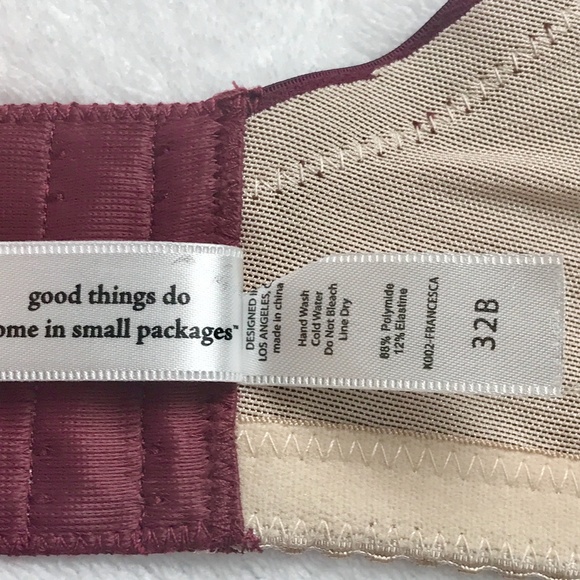 good things do
ome in small packages™
DESIGNED I
LOS ANGELES, C
made in china
Hand Wash
Cold Water
Do Not Bleach
Line Dry
88% Polymide
12% Elastine
K002-FRANCESCA
32B